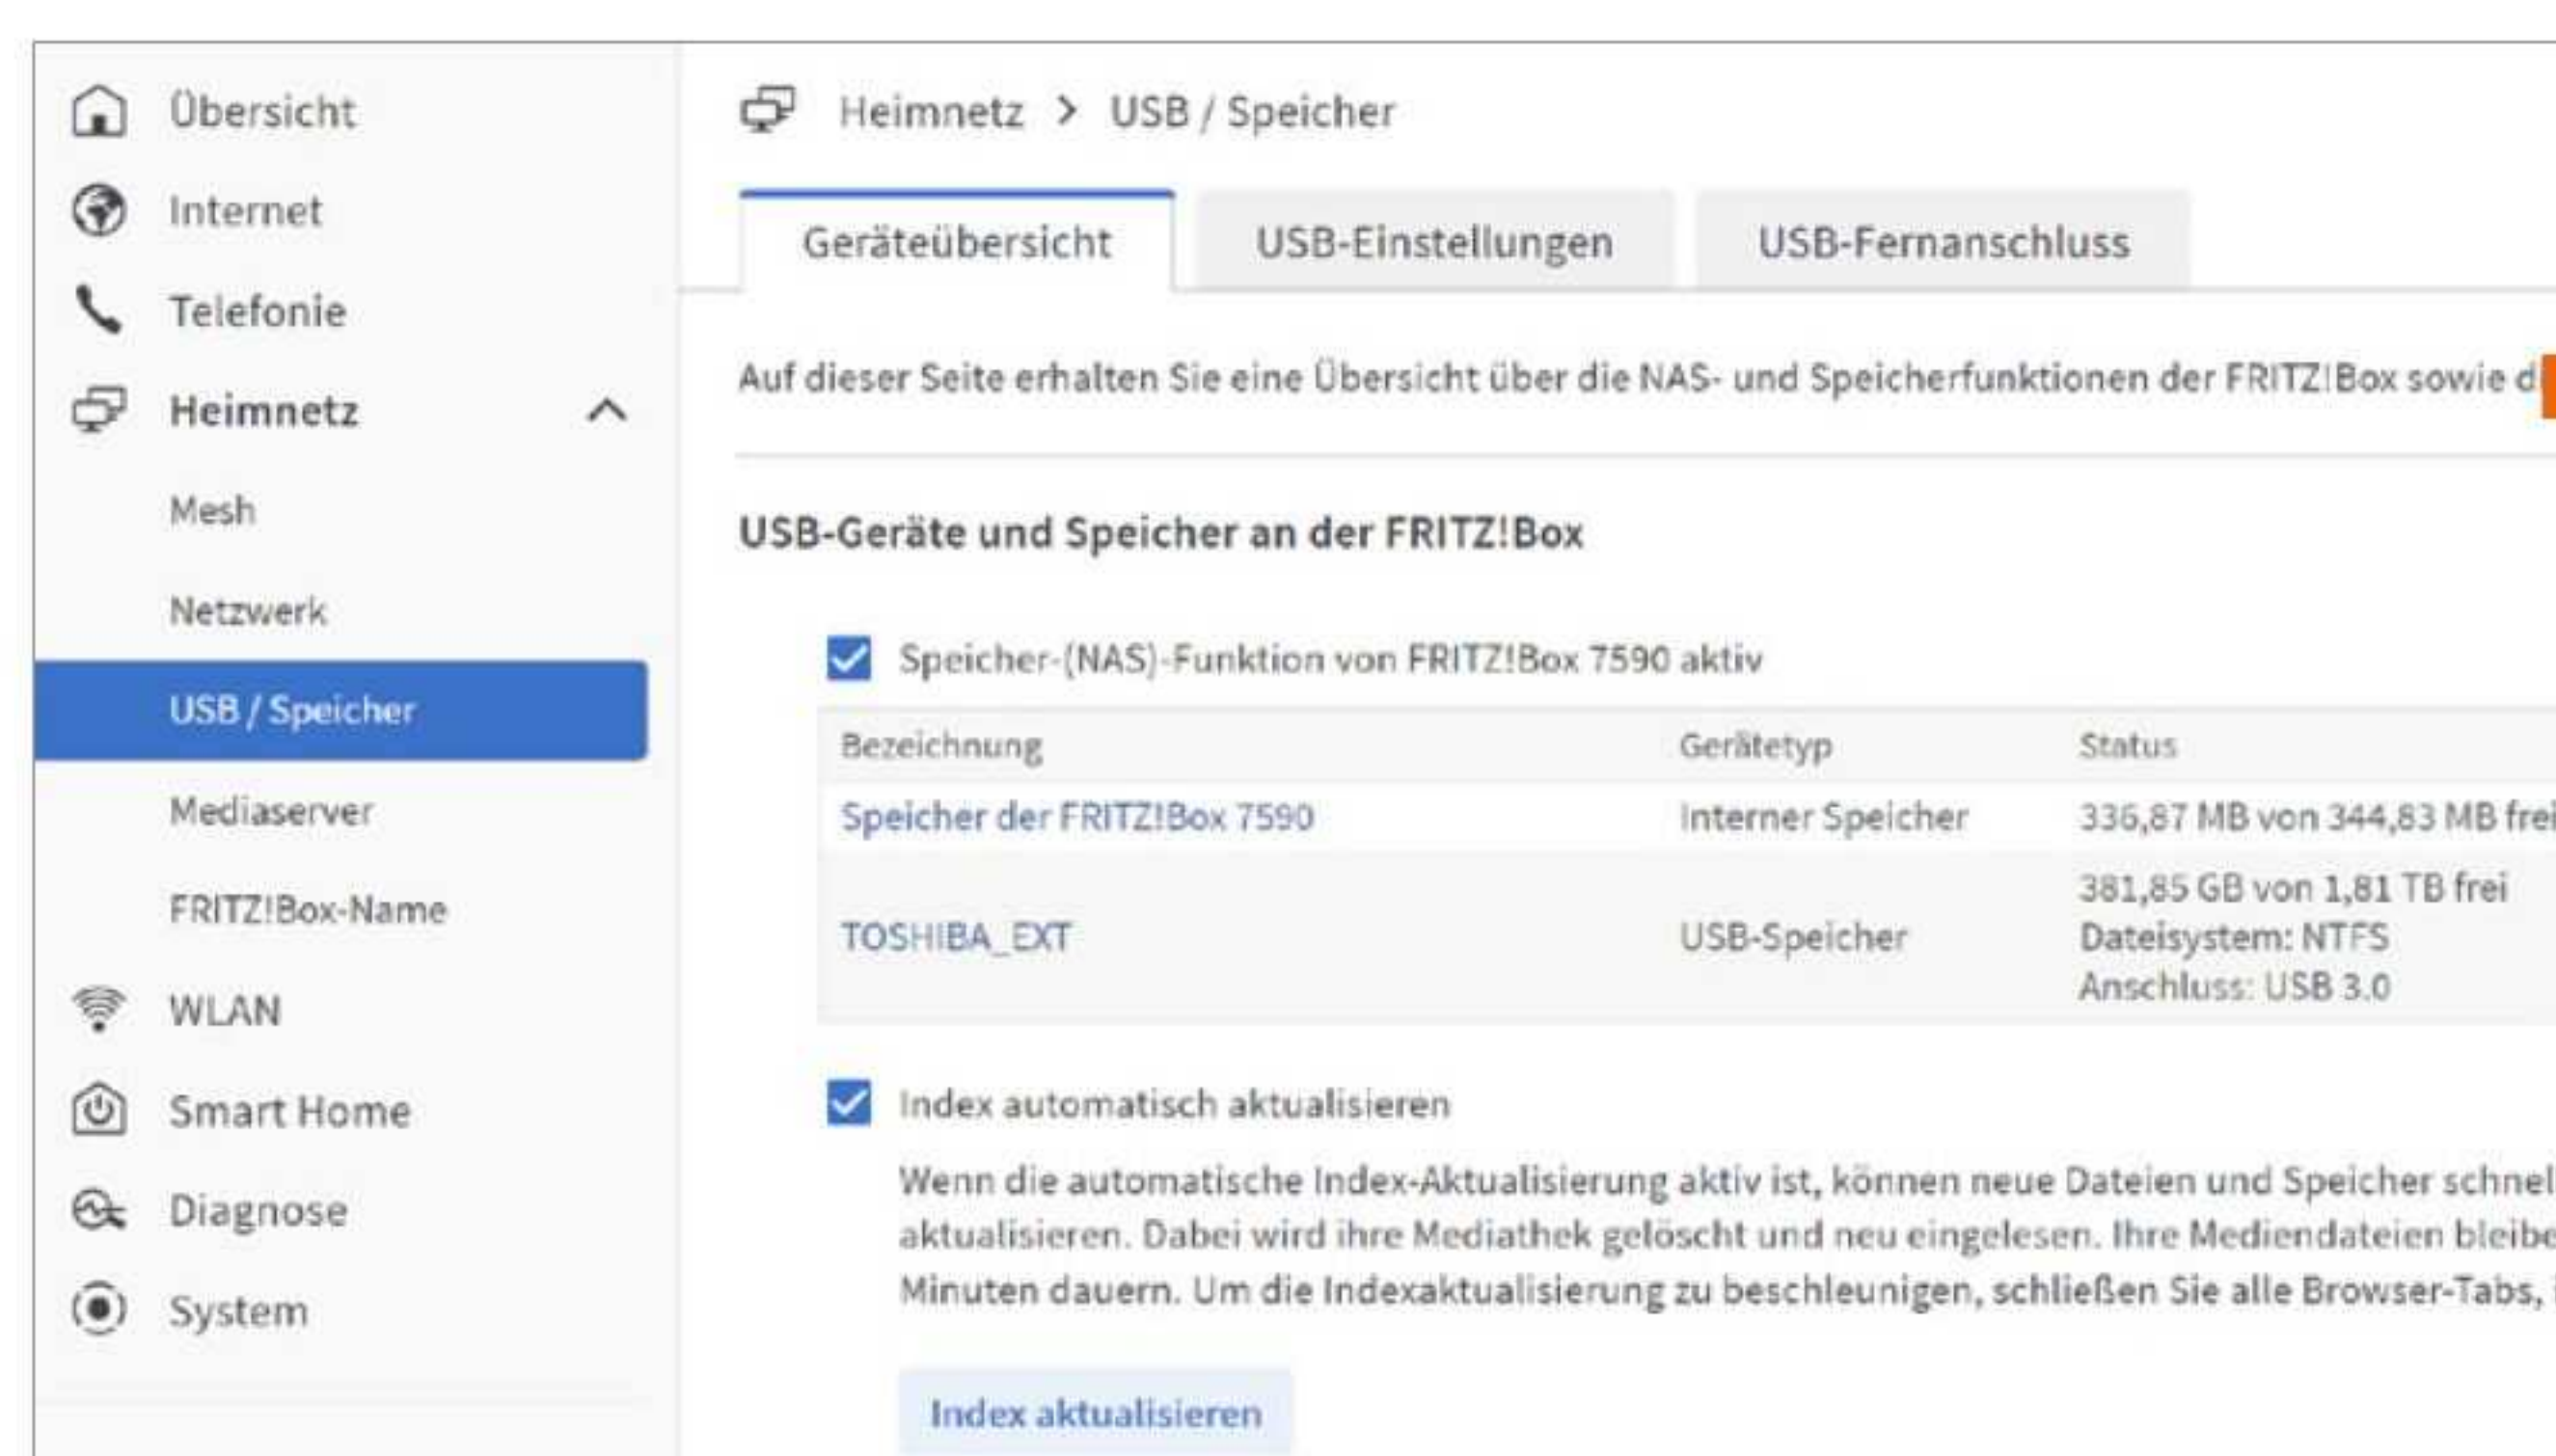 Übersicht
Internet
Telefonie
Heimnetz
Mesh
Netzwerk
USB / Speicher
Mediaserver
FRITZ!Box-Name
WLAN
Smart Home
Diagnose
System
Heimnetz > USB / Speicher
Geräteübersicht USB-Einstellungen USB-Fernanschluss
Auf dieser Seite erhalten Sie eine Übersicht über die NAS- und Speicherfunktionen der FRITZ!Box sowie d
USB-Geräte und Speicher an der FRITZ!Box
Speicher-(NAS)-Funktion von FRITZ!Box 7590 aktiv
Bezeichnung Gerätetyp Status
Speicher der FRITZ!Box 7590 Interner Speicher 336,87 MB von 344,83 MB frei
381,85 GB von 1,81 TB frei
TOSHIBA_EXT USB-Speicher Dateisystem: NTFS
Anschluss: USB 3.0
Index automatisch aktualisieren
Wenn die automatische Index-Aktualisierung aktiv ist, können neue Dateien und Speicher schnel
aktualisieren. Dabei wird ihre Mediathek gelöscht und neu eingelesen. Ihre Mediendateien bleibe
Minuten dauern. Um die Indexaktualisierung zu beschleunigen, schließen Sie alle Browser-Tabs,
Index aktualisieren